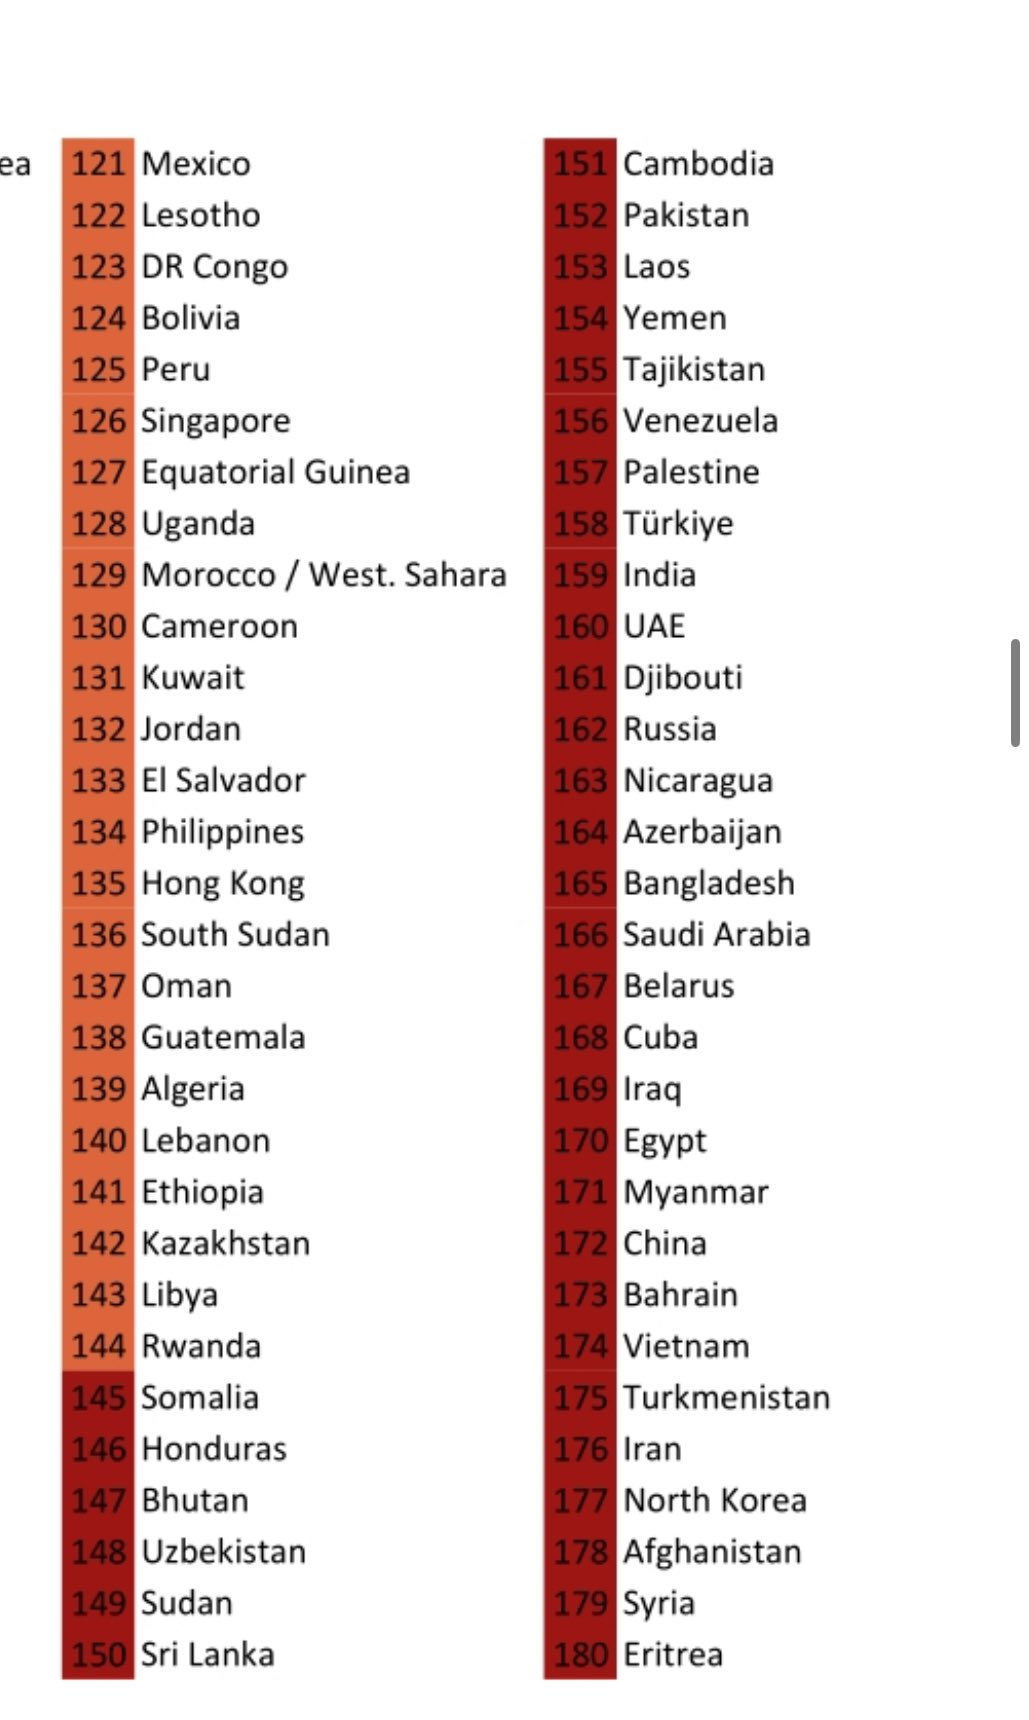 ea
121 Mexico
122 Lesotho
123 DR Congo
124 Bolivia
125 Peru
126 Singapore
127 Equatorial Guinea
128 Uganda
129 Morocco / West. Sahara
130 Cameroon
131 Kuwait
132 Jordan
133 El Salvador
134 Philippines
135 Hong Kong
136 South Sudan
137 Oman
138 Guatemala
139 Algeria
140 Lebanon
141 Ethiopia
142 Kazakhstan
143 Libya
144 Rwanda
145 Somalia
146 Honduras
147 Bhutan
148 Uzbekistan
149 Sudan
150 Sri Lanka
151 Cambodia
152 Pakistan
153 Laos
154 Yemen
155 Tajikistan
156 Venezuela
157 Palestine
158 Türkiye
159 India
160 UAE
161 Djibouti
162 Russia
163 Nicaragua
164 Azerbaijan
165 Bangladesh
166 Saudi Arabia
167 Belarus
168 Cuba
169 Iraq
170 Egypt
171 Myanmar
172 China
173 Bahrain
174 Vietnam
175 Turkmenistan
176 Iran
177 North Korea
178 Afghanistan
179 Syria
180 Eritrea